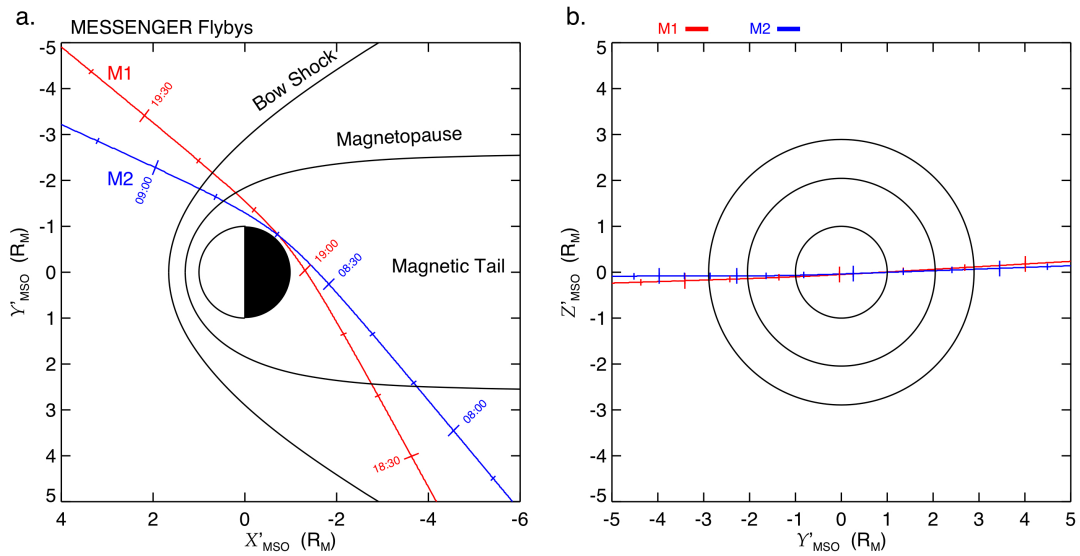 a.
MESSENGER Flybys
-5
-4
-3
-2
-1
0
1
2
3
4
5
Y'MSO (RM)
M1
19:30
M2
09:00
Bow Shock
Magnetopause
19:00
08:30
Magnetic Tail
08:00
18:30
4 2 0 -2 -4 -6
X'MSO (RM)
b.
M1 M2
5
4
3
2
1
0
-1
-2
-3
-4
-5
Z'MSO (RM)
-5 -4 -3 -2 -1 0 1 2 3 4 5
Y'MSO (RM)